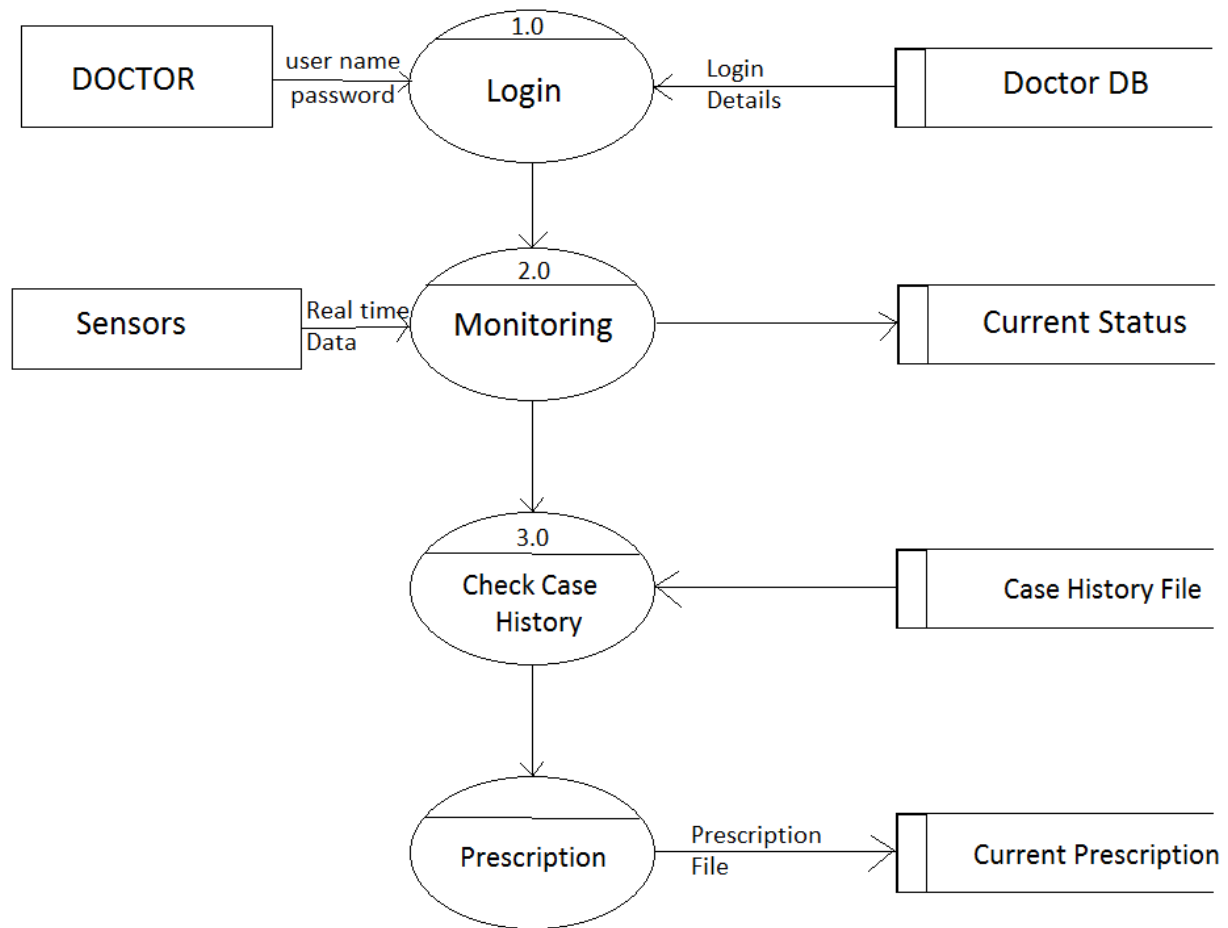 1.0
DOCTOR
user name
password
Login
Login
Details
Doctor DB
2.0
Sensors
Real time
Data
Monitoring
Current Status
3.0
Check Case
History
Case History File
Prescription
Prescription
File
Current Prescription